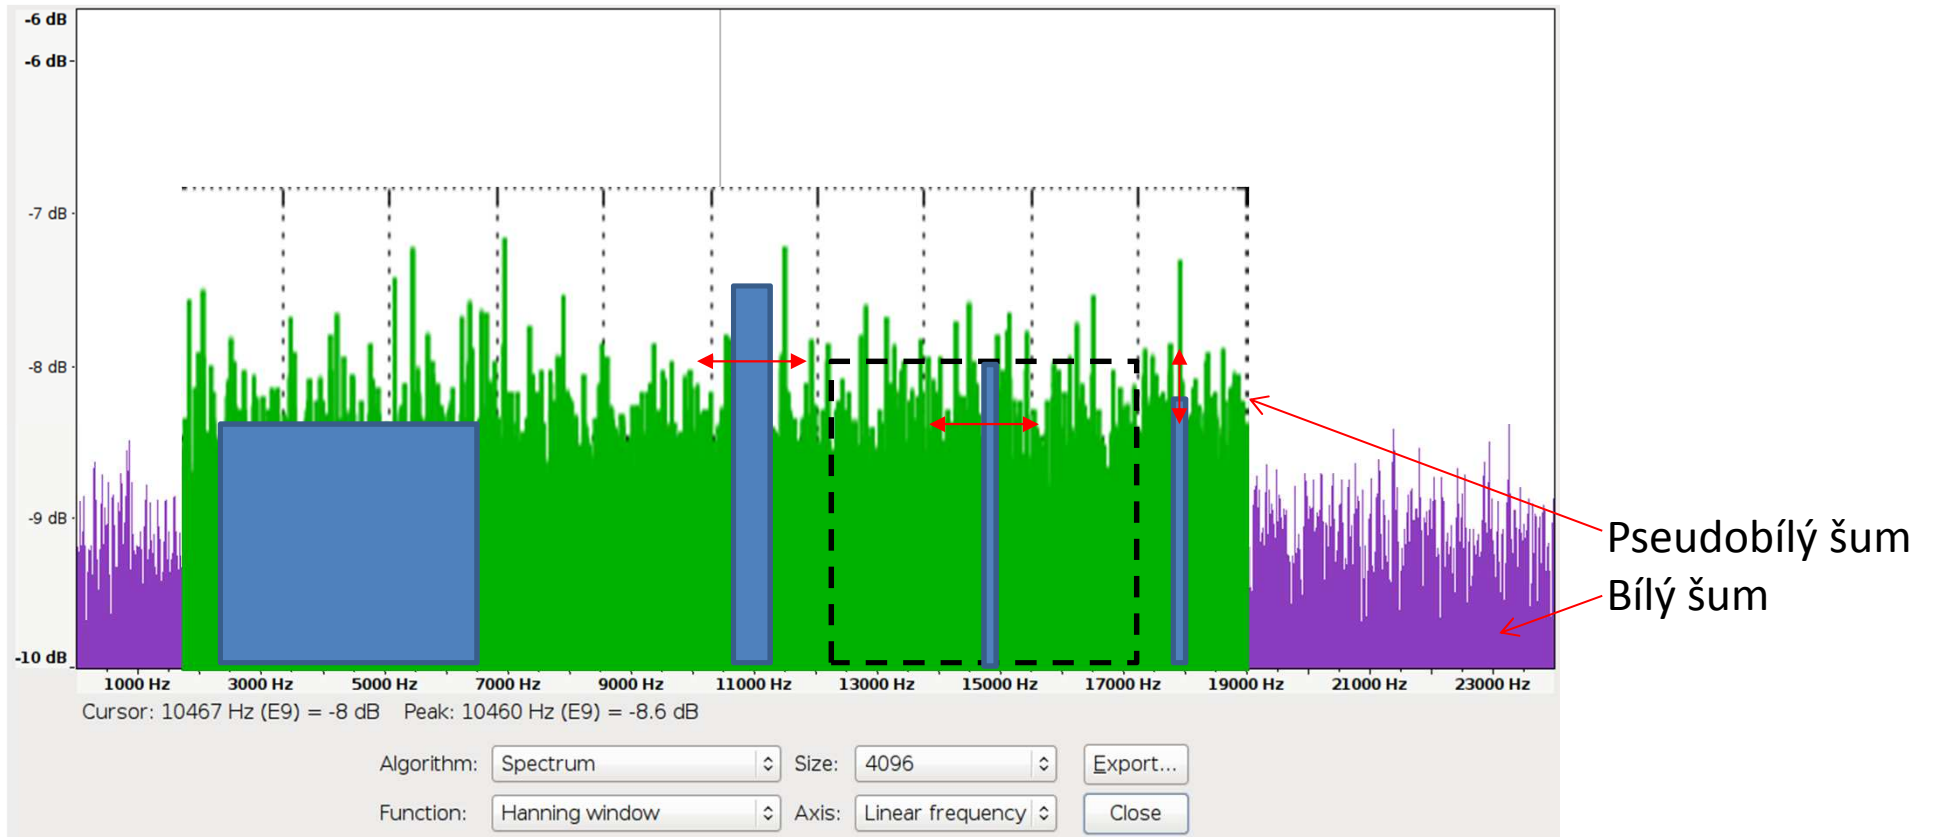 -6 dB
-6 dB
-7 dB
-8 dB
-9 dB
-10 dB
1000 Hz 3000 Hz 5000 Hz 7000 Hz 9000 Hz 11000 Hz 13000 Hz 15000 Hz 17000 Hz 19000 Hz 21000 Hz 23000 Hz
Pseudobílý šum
Bílý šum
Cursor: 10467 Hz (E9) = -8 dB Peak: 10460 Hz (E9) = -8.6 dB
Algorithm: Spectrum Size: 4096 Export...
Function: Hanning window Axis: Linear frequency Close